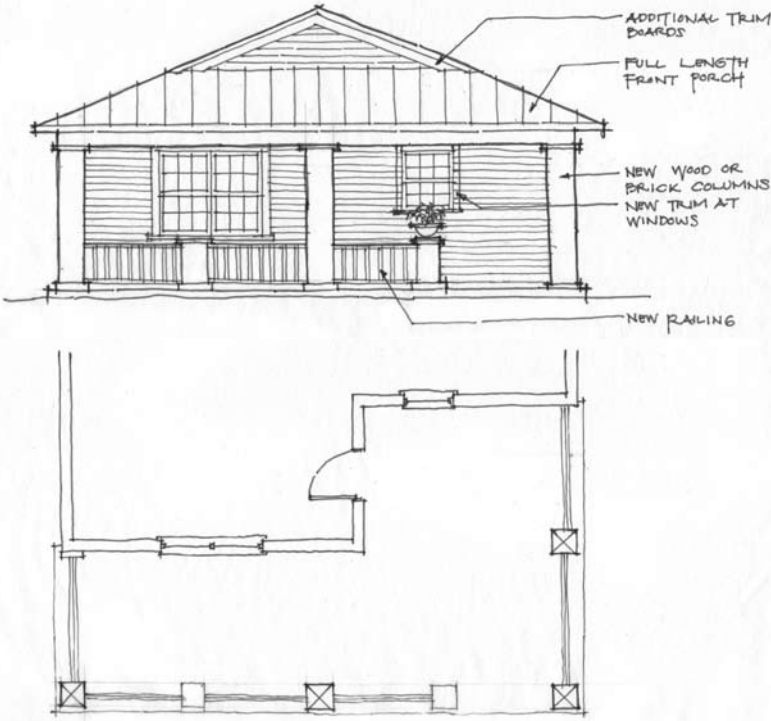 ADDITIONAL TRIM
BOARDS
FULL LENGTH
FRONT PORCH
NEW WOOD OR
BRICK COLUMNS
NEW TRIM AT
WINDOWS
NEW RAILING